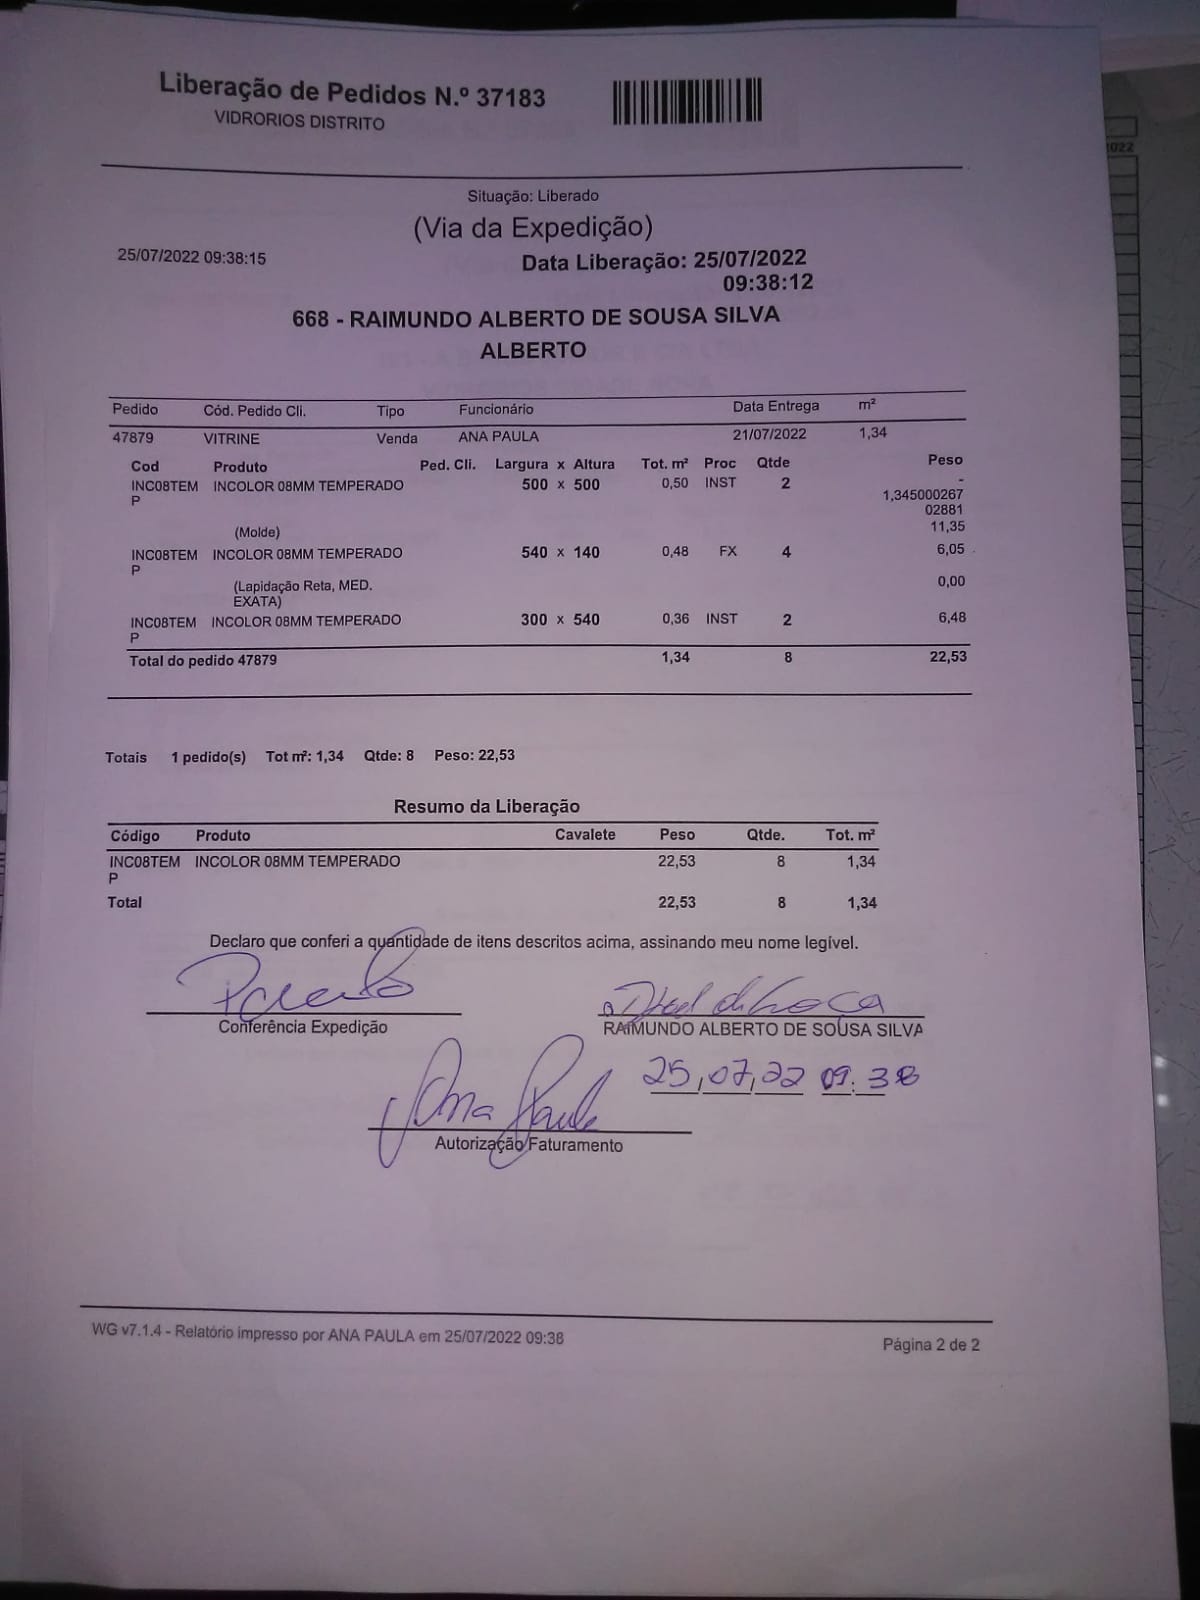 Liberação de Pedidos N.º 37183
VIDRORIOS DISTRITO
Situação: Liberado
(Via da Expedição)
25/07/2022 09:38:15
Data Liberação: 25/07/2022
09:38:12
668 - RAIMUNDO ALBERTO DE SOUSA SILVA
ALBERTO
Pedido Cód. Pedido Cli. Tipo Funcionário Data Entrega m²
47879 VITRINE Venda ANA PAULA 21/07/2022 1,34
Cod Produto Ped. Cli. Largura x Altura Tot. m² Proc Qtde Peso
INC08TEM INCOLOR 08MM TEMPERADO 500 x 500 0,50 INST 2 -
P 1,345000267
02881
(Molde) 11,35
INC08TEM INCOLOR 08MM TEMPERADO 540 x 140 0,48 FX 4 6,05
P
(Lapidação Reta, MED. 0,00
EXATA)
INC08TEM INCOLOR 08MM TEMPERADO 300 x 540 0,36 INST 2 6,48
P
Total do pedido 47879 1,34 8 22,53
Totais 1 pedido(s) Tot m²: 1,34 Qtde: 8 Peso: 22,53
Resumo da Liberação
Código Produto Cavalete Peso Qtde. Tot. m²
INC08TEM INCOLOR 08MM TEMPERADO 22,53 8 1,34
P
Total 22,53 8 1,34
Declaro que conferi a quantidade de itens descritos acima, assinando meu nome legível.
Conferência Expedição
RAIMUNDO ALBERTO DE SOUSA SILVA
25,07,22 09:38
Ana Paula
Autorização Faturamento
WG v7.1.4 - Relatório impresso por ANA PAULA em 25/07/2022 09:38
Página 2 de 2